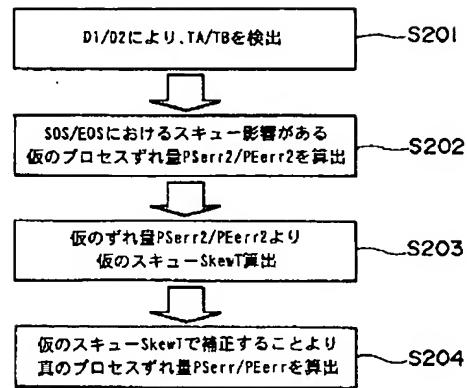 D1/D2により、TA/TBを検出
S201
SOS/EOSにおけるスキュー影響がある
仮のプロセスずれ量PSerr2/PEerr2を算出
S202
仮のずれ量PSerr2/PEerr2より
仮のスキューSkewT算出
S203
仮のスキューSkewTで補正することより
真のプロセスずれ量PSerr/PEerrを算出
S204